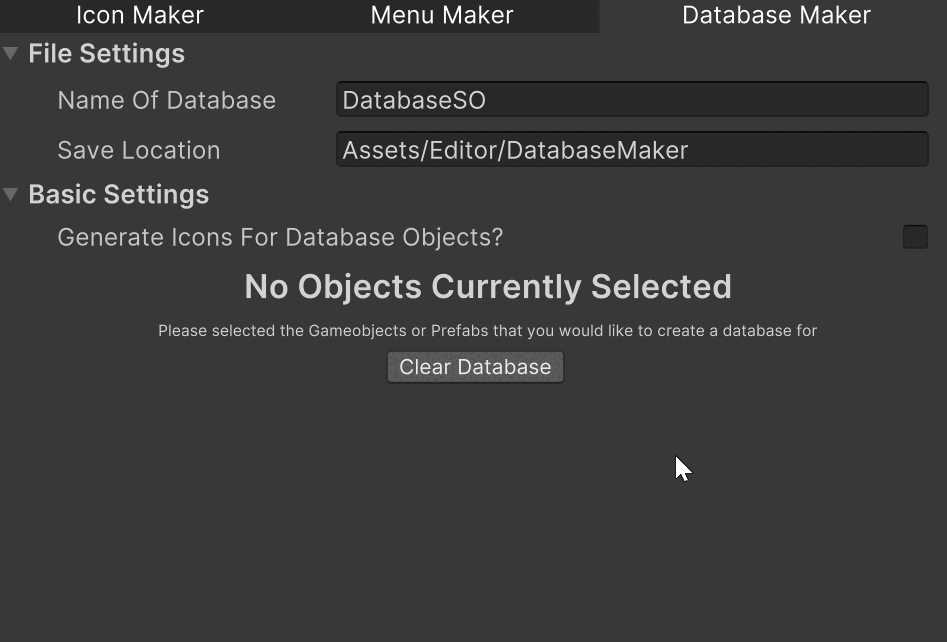 Icon Maker Menu Maker Database Maker
File Settings
Name Of Database DatabaseSO
Save Location Assets/Editor/DatabaseMaker
Basic Settings
Generate Icons For Database Objects?
No Objects Currently Selected
Please selected the Gameobjects or Prefabs that you would like to create a database for
Clear Database